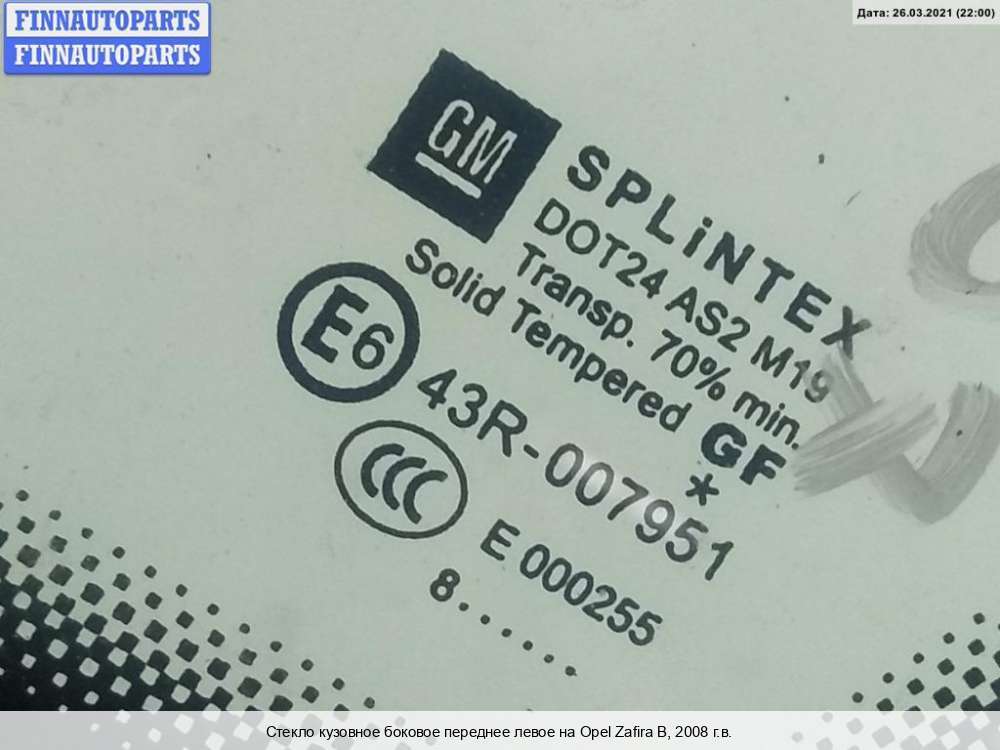 FINNAUTOPARTS
FINNAUTOPARTS
Дата: 26.03.2021 (22:00)
GM
SPLiNTEX
DOT24 AS2 M19
Transp. 70% min.
Solid Tempered GF
*
E6
43R-007951
CCC
E 000255
8......
Стекло кузовное боковое переднее левое на Opel Zafira B, 2008 г.в.